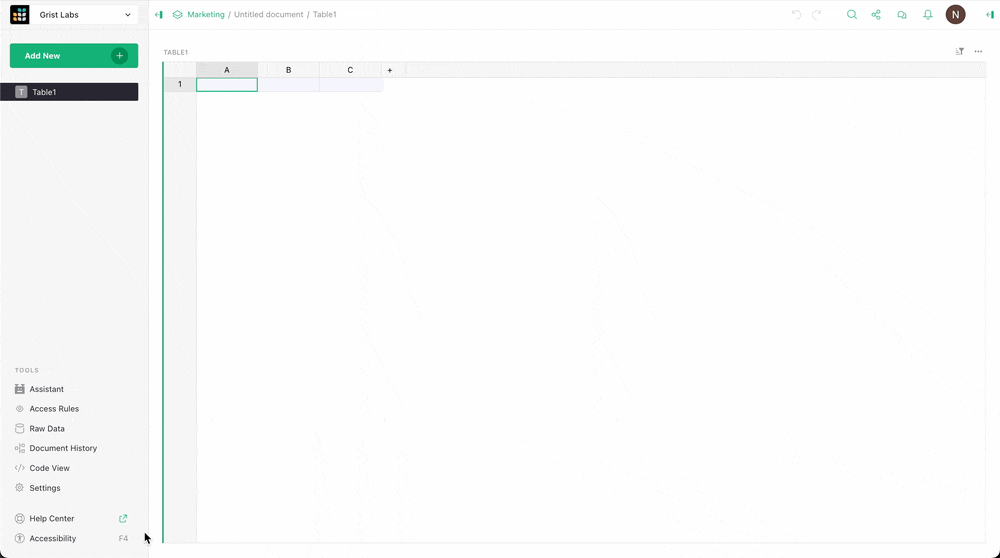 Grist Labs
Marketing / Untitled document / Table1
N
Add New +
T Table1
TABLE1
A B C +
1
TOOLS
Assistant
Access Rules
Raw Data
Document History
Code View
Settings
Help Center
Accessibility F4